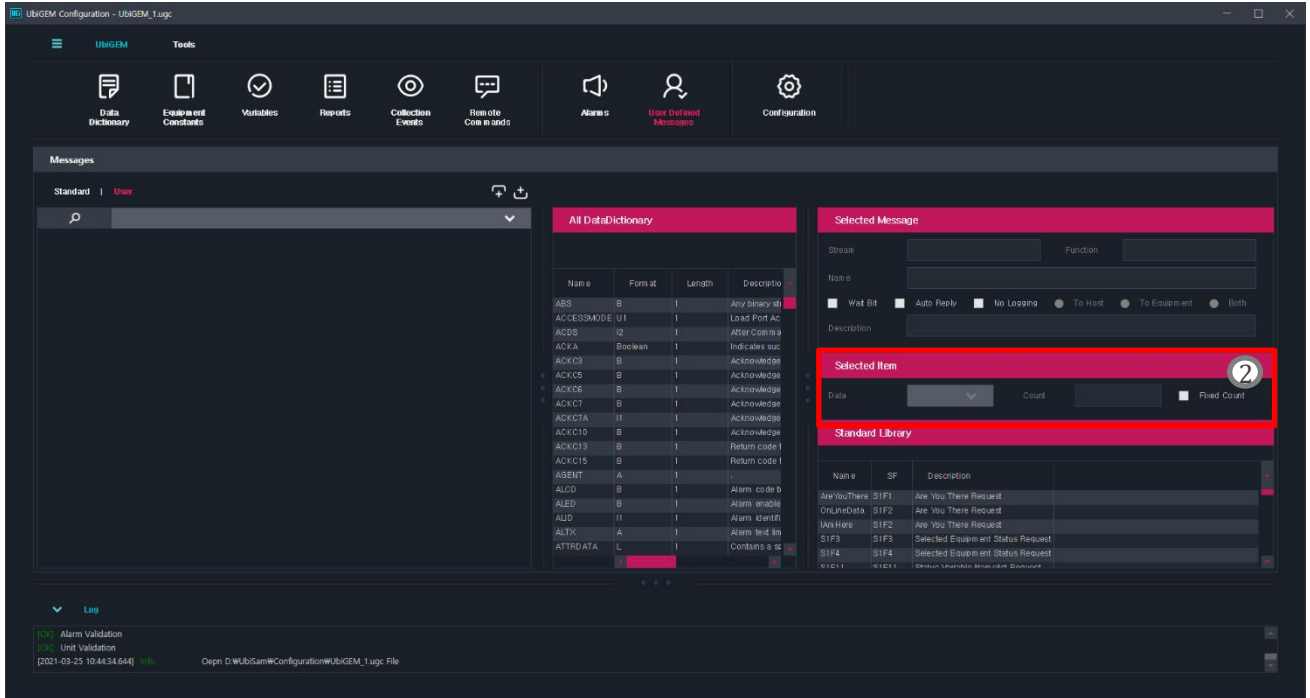 UbiGEM Configuration - UbiGEM_1.ugc
UbiGEM Tools
Data Dictionary
Equipment Constants
Variables
Reports
Collection Events
Remote Commands
Alarms
User Defined Messages
Configuration
Messages
Standard | User
All DataDictionary
Name Format Length Descriptio
ABS B 1 Any binary stri
ACCESSMODE U1 1 Load Port Ac
ACDS I2 1 After Comma
ACKA Boolean 1 Indicates suc
ACKC3 B 1 Acknowledge
ACKC5 B 1 Acknowledge
ACKC6 B 1 Acknowledge
ACKC7 B 1 Acknowledge
ACKC7A I1 1 Acknowledge
ACKC10 B 1 Acknowledge
ACKC13 B 1 Return code f
ACKC15 B 1 Return code f
AGENT A 1 .
ALCD B 1 Alarm code b
ALED B 1 Alarm enable
ALID I1 1 Alarm identifi
ALTX A 1 Alarm text lim
ATTRDATA L 1 Contains a sp
Selected Message
Stream Function
Name
Wait Bit Auto Reply No Logging To Host To Equipment Both
Description
Selected Item
2
Data Count Fixed Count
Standard Library
Name SF Description
AreYouThere S1F1 Are You There Request
OnLineData S1F2 Are You There Request
IAmHere S1F2 Are You There Request
S1F3 S1F3 Selected Equipment Status Request
S1F4 S1F4 Selected Equipment Status Request
S1F11 S1F11 Status Variable Namelist Request
Log
[OK] Alarm Validation
[OK] Unit Validation
[2021-03-25 10:44:34.644] Info Oepn D:₩UbiSam₩Configuration₩UbiGEM_1.ugc File